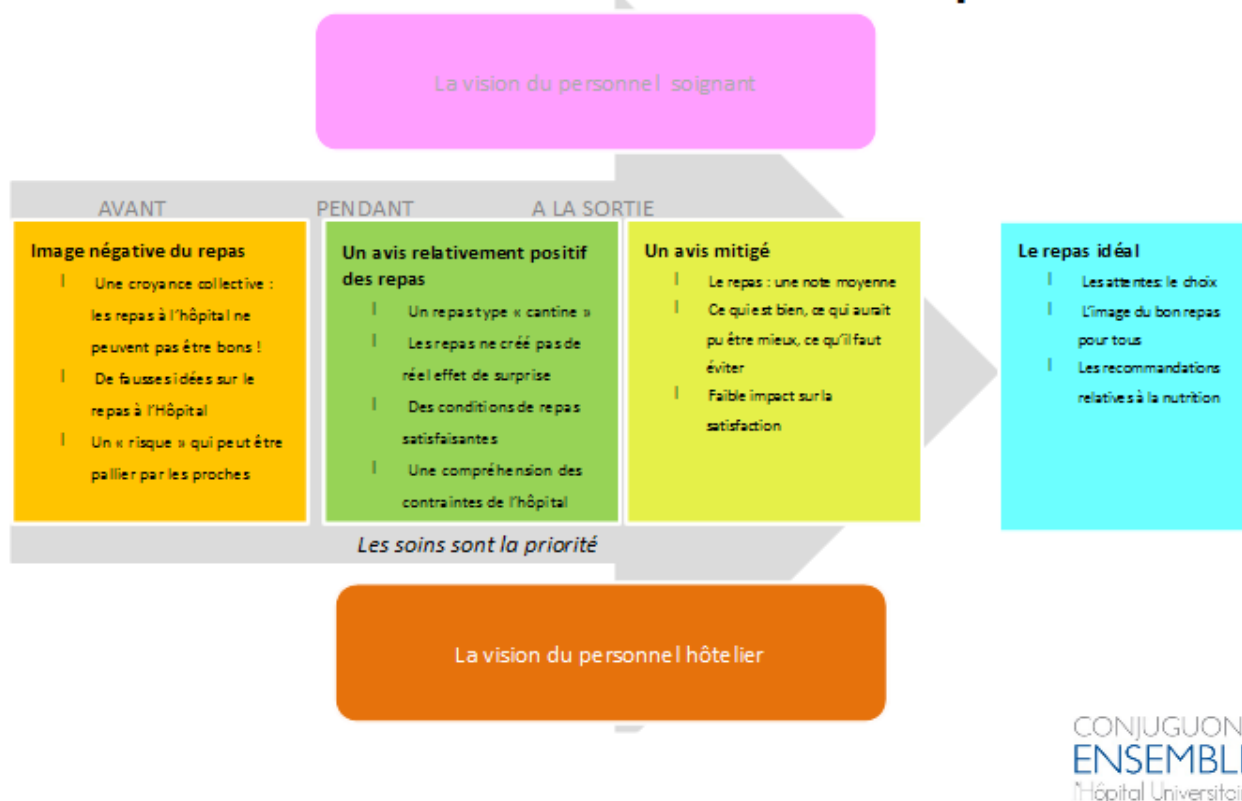 La vision du personnel soignant
AVANT PENDANT A LA SORTIE
Image négative du repas
Une croyance collective :
les repas à l'hôpital ne
peuvent pas être bons !
De fausses idées sur le
repas à l'Hôpital
Un « risque » qui peut être
pallier par les proches
Un avis relativement positif
des repas
Un repas type « cantine »
Les repas ne créé pas de
réel effet de surprise
Des conditions de repas
satisfaisantes
Une compréhension des
contraintes de l'hôpital
Un avis mitigé
Le repas : une note moyenne
Ce qui est bien, ce qui aurait
pu être mieux, ce qu'il faut
éviter
Faible impact sur la
satisfaction
Le repas idéal
Les attentes: le choix
L'image du bon repas
pour tous
Les recommandations
relatives à la nutrition
Les soins sont la priorité
La vision du personnel hôtelier
CONJUGUON
ENSEMBL
l'Hôpital Universitai